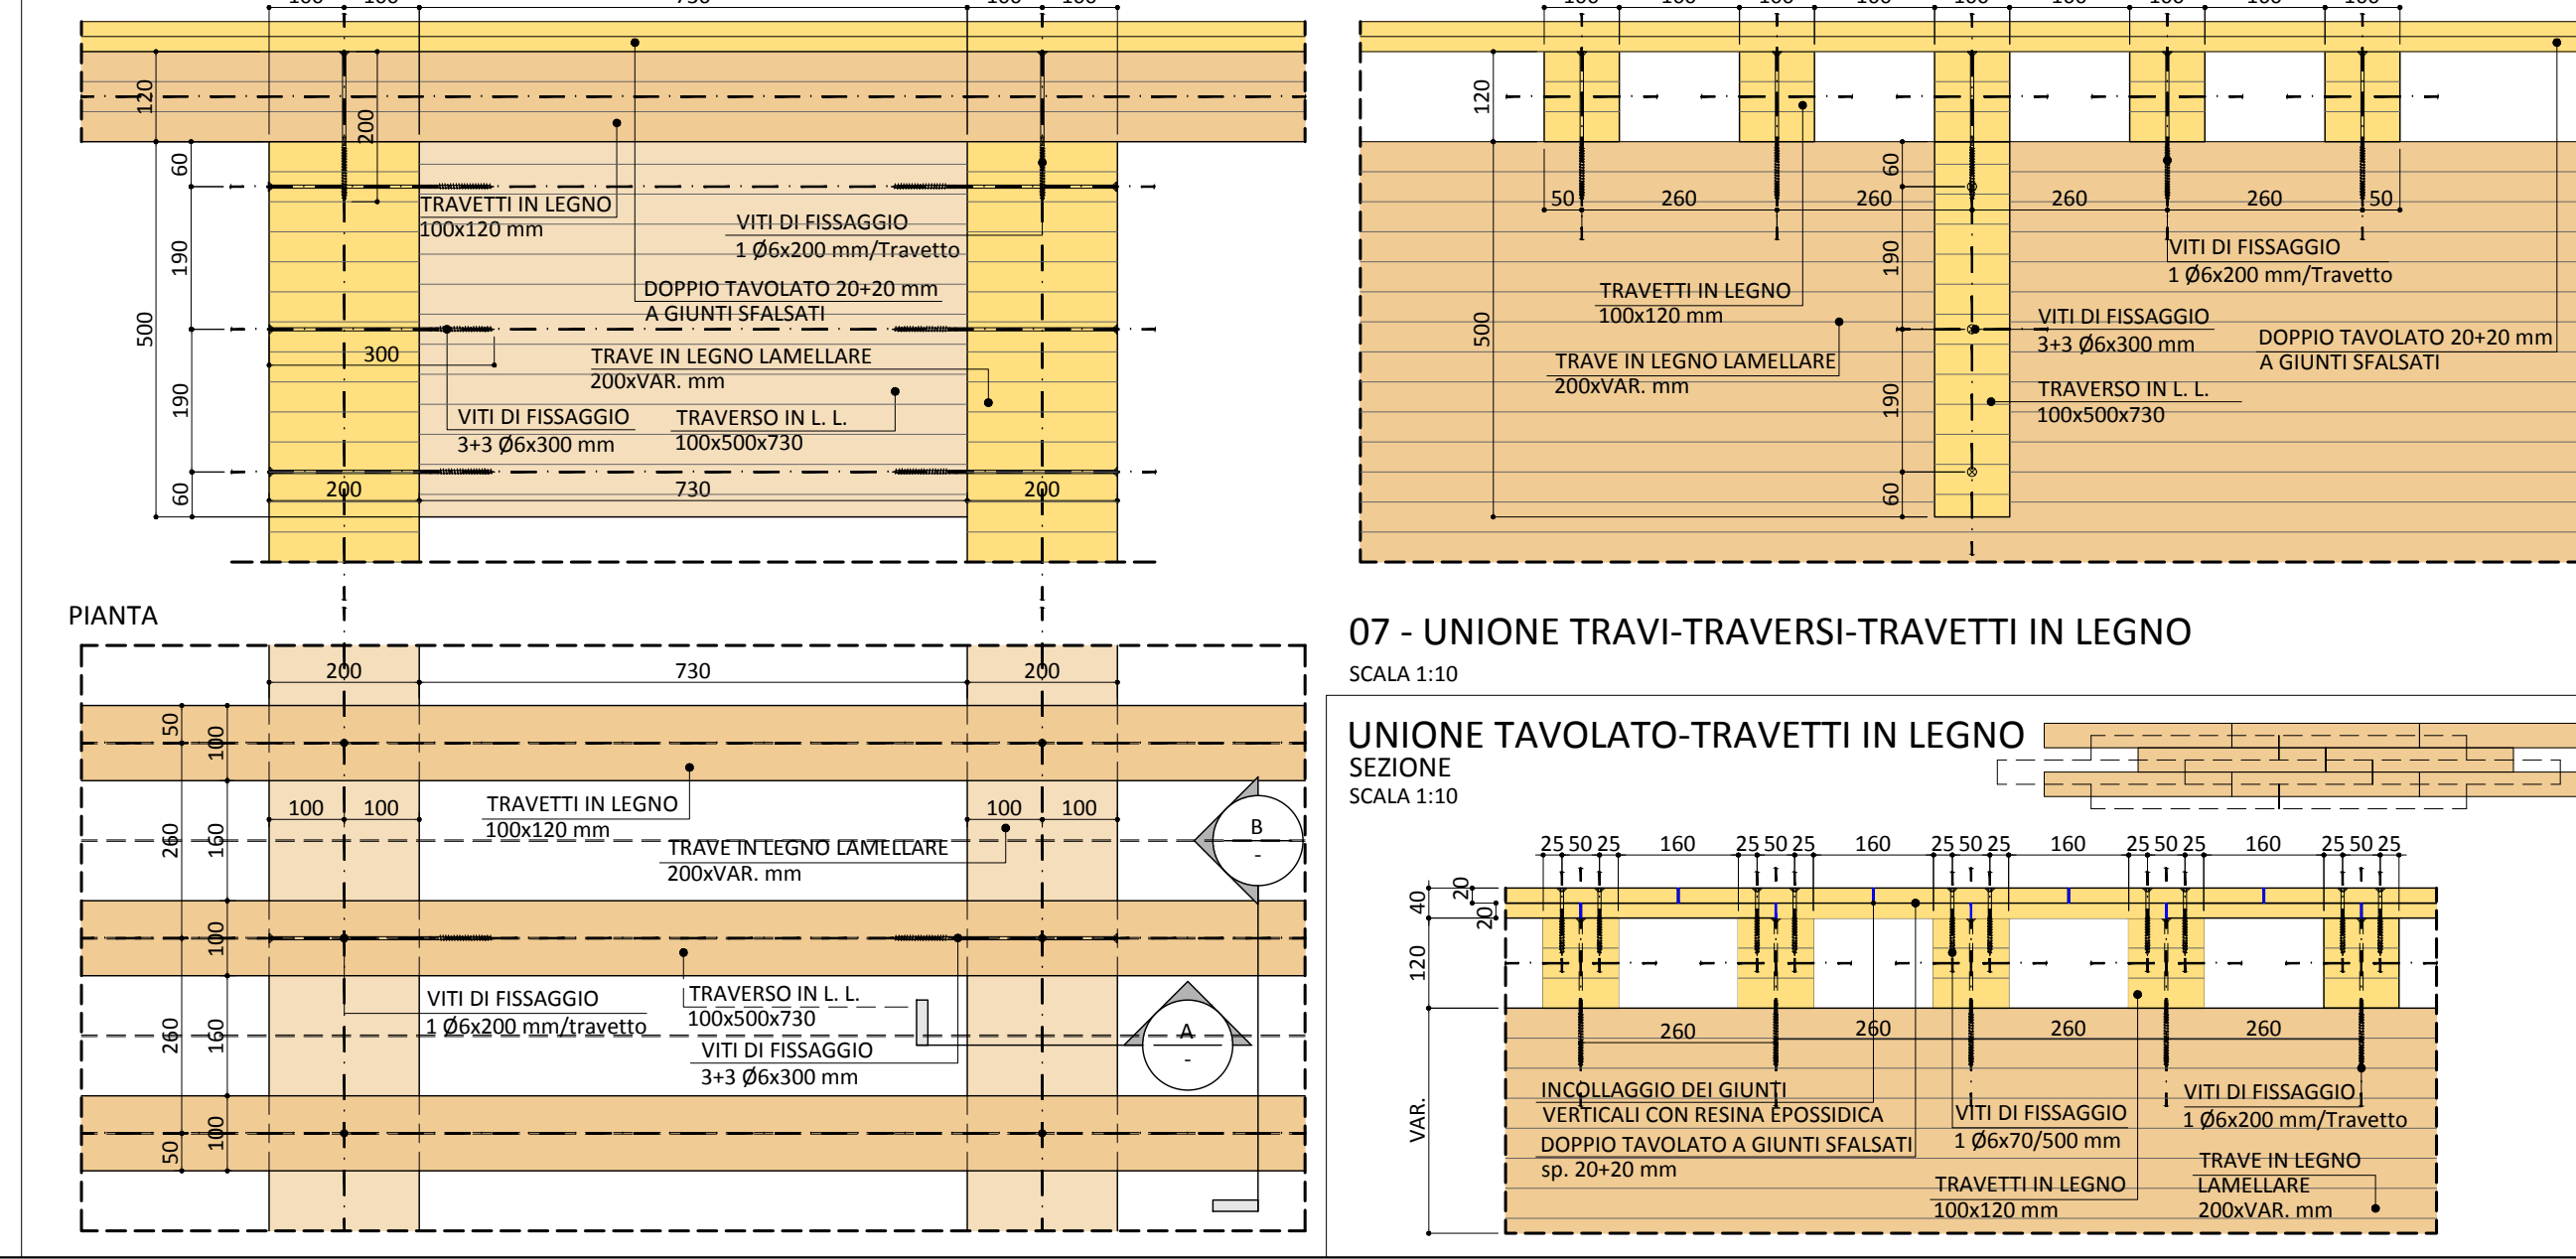 100 100 730 100 100
120
200
60
TRAVETTI IN LEGNO
100x120 mm
VITI DI FISSAGGIO
1 Ø6x200 mm/Travetto
190
DOPPIO TAVOLATO 20+20 mm
A GIUNTI SFALSATI
500
300
TRAVE IN LEGNO LAMELLARE
200xVAR. mm
190
VITI DI FISSAGGIO
3+3 Ø6x300 mm
TRAVERSO IN L. L.
100x500x730
60
200 730 200
100 160 100 160 100 160 100 160 100
120
60
50 260 260 260 260 50
190
VITI DI FISSAGGIO
1 Ø6x200 mm/Travetto
TRAVETTI IN LEGNO
100x120 mm
500
VITI DI FISSAGGIO
3+3 Ø6x300 mm
DOPPIO TAVOLATO 20+20 mm
A GIUNTI SFALSATI
TRAVE IN LEGNO LAMELLARE
200xVAR. mm
190
TRAVERSO IN L. L.
100x500x730
60
PIANTA
200 730 200
50
100
TRAVETTI IN LEGNO
100x120 mm
100 100 100 100
260
160
TRAVE IN LEGNO LAMELLARE
200xVAR. mm
B
-
100
VITI DI FISSAGGIO
1 Ø6x200 mm/travetto
TRAVERSO IN L. L.
100x500x730
260
160
VITI DI FISSAGGIO
3+3 Ø6x300 mm
A
-
50
100
07 - UNIONE TRAVI-TRAVERSI-TRAVETTI IN LEGNO
SCALA 1:10
UNIONE TAVOLATO-TRAVETTI IN LEGNO
SEZIONE
SCALA 1:10
25 50 25 160 25 50 25 160 25 50 25 160 25 50 25 160 25 50 25
40
20
20
120
260 260 260 260
VAR.
INCOLLAGGIO DEI GIUNTI
VERTICALI CON RESINA EPOSSIDICA
DOPPIO TAVOLATO A GIUNTI SFALSATI
sp. 20+20 mm
VITI DI FISSAGGIO
1 Ø6x70/500 mm
VITI DI FISSAGGIO
1 Ø6x200 mm/Travetto
TRAVETTI IN LEGNO
100x120 mm
TRAVE IN LEGNO
LAMELLARE
200xVAR. mm